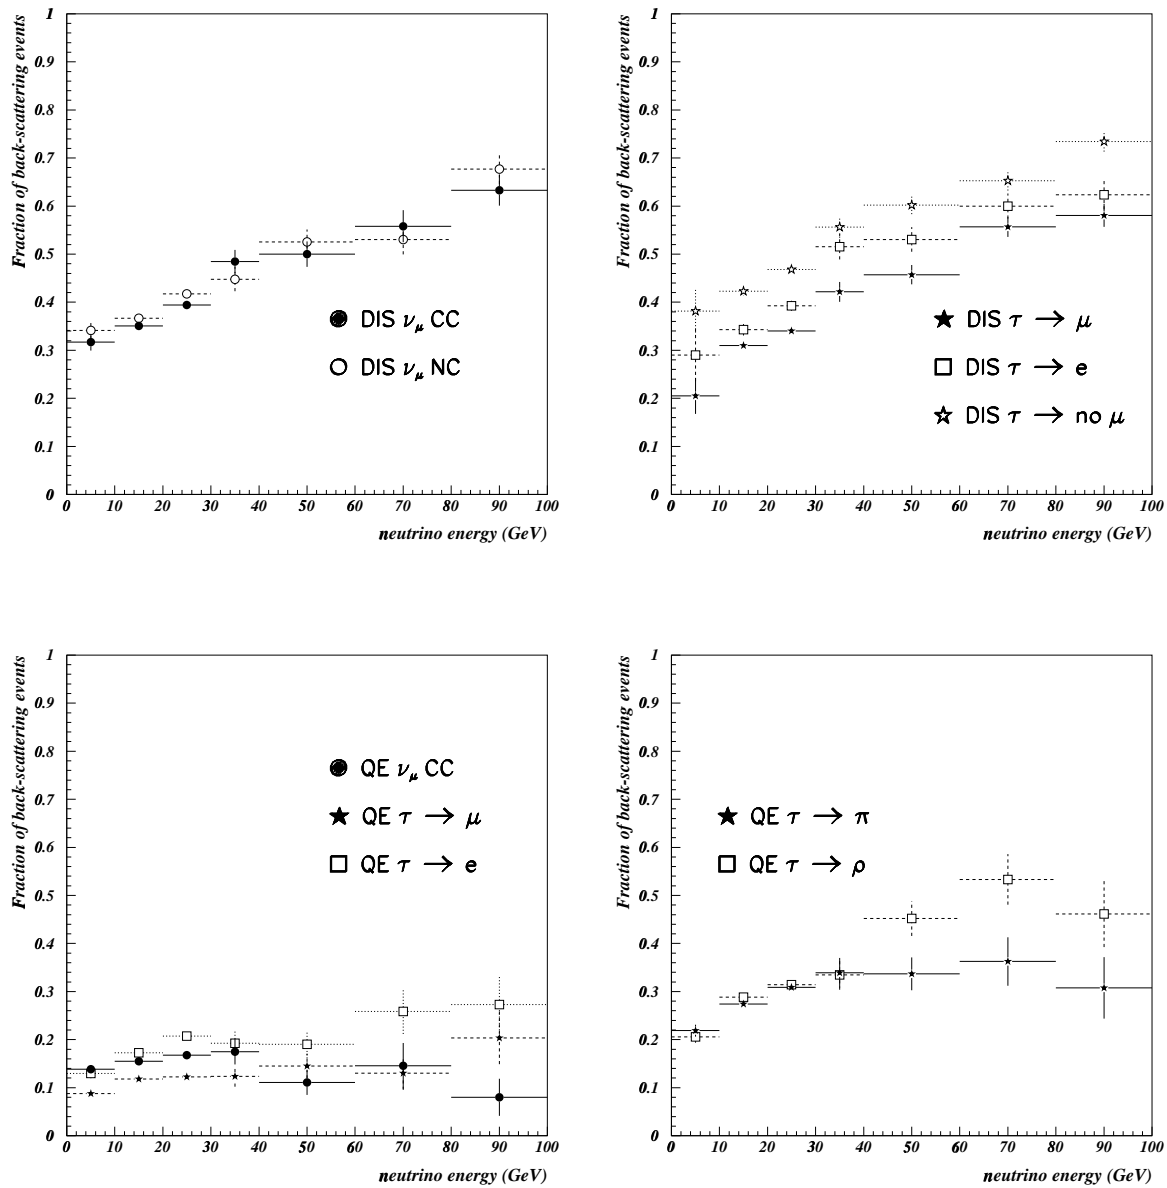 Fraction of back-scattering events
1
0.9
0.8
0.7
0.6
0.5
0.4
0.3
0.2
0.1
0
0 10 20 30 40 50 60 70 80 90 100
neutrino energy (GeV)
DIS νμ CC
DIS νμ NC
Fraction of back-scattering events
1
0.9
0.8
0.7
0.6
0.5
0.4
0.3
0.2
0.1
0
0 10 20 30 40 50 60 70 80 90 100
neutrino energy (GeV)
DIS τ → μ
DIS τ → e
DIS τ → no μ
Fraction of back-scattering events
1
0.9
0.8
0.7
0.6
0.5
0.4
0.3
0.2
0.1
0
0 10 20 30 40 50 60 70 80 90 100
neutrino energy (GeV)
QE νμ CC
QE τ → μ
QE τ → e
Fraction of back-scattering events
1
0.9
0.8
0.7
0.6
0.5
0.4
0.3
0.2
0.1
0
0 10 20 30 40 50 60 70 80 90 100
neutrino energy (GeV)
QE τ → π
QE τ → ρ